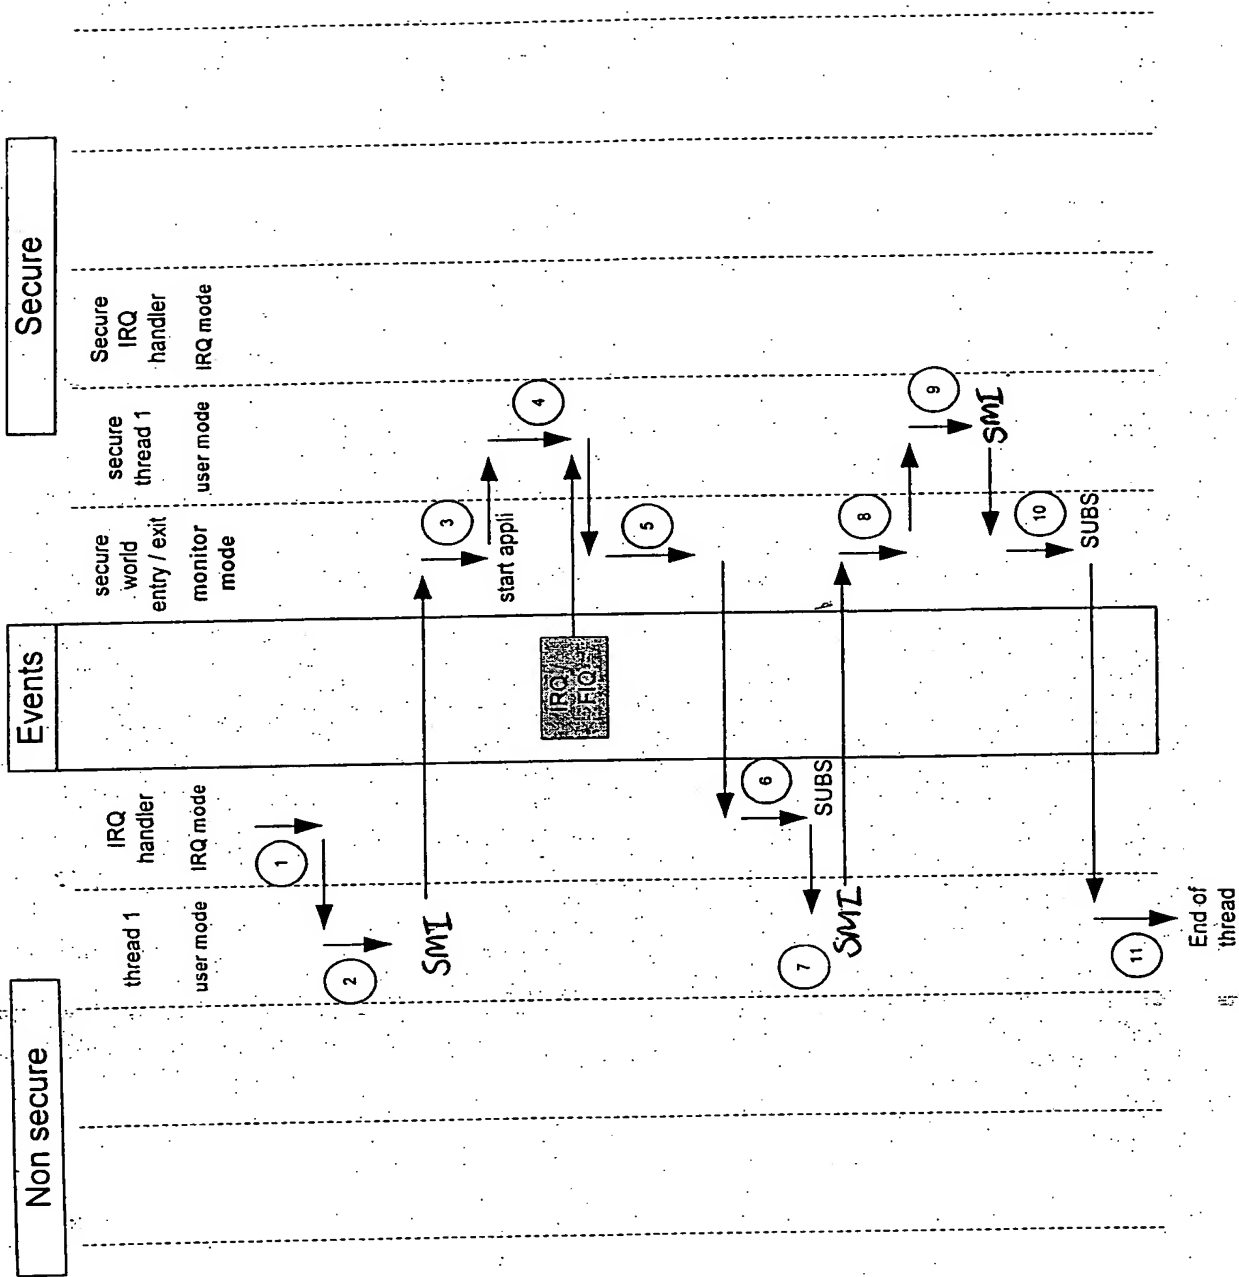 Non secure
Events
Secure
thread 1
user mode
IRQ
handler
IRQ mode
secure
world
entry / exit
monitor
mode
secure
thread 1
user mode
Secure
IRQ
handler
IRQ mode
1
2
SMI
3
start appli
4
IRQ /
FIQ
5
6
SUBS
7
SMI
8
9
SMI
10
SUBS
11
End of
thread